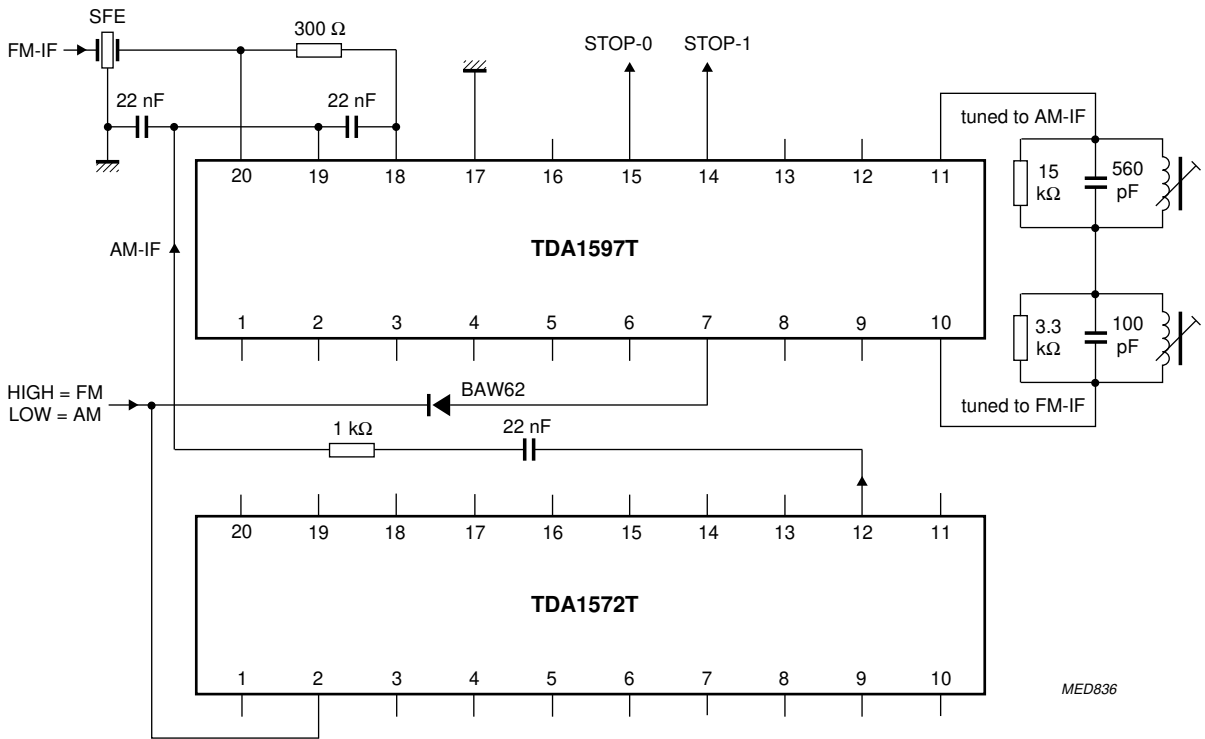 SFE
300 Ω
FM-IF
STOP-0
STOP-1
22 nF
22 nF
tuned to AM-IF
20
19
18
17
16
15
14
13
12
11
15
kΩ
560
pF
AM-IF
TDA1597T
3.3
kΩ
100
pF
1
2
3
4
5
6
7
8
9
10
HIGH = FM
LOW = AM
BAW62
tuned to FM-IF
1 kΩ
22 nF
20
19
18
17
16
15
14
13
12
11
TDA1572T
1
2
3
4
5
6
7
8
9
10
MED836